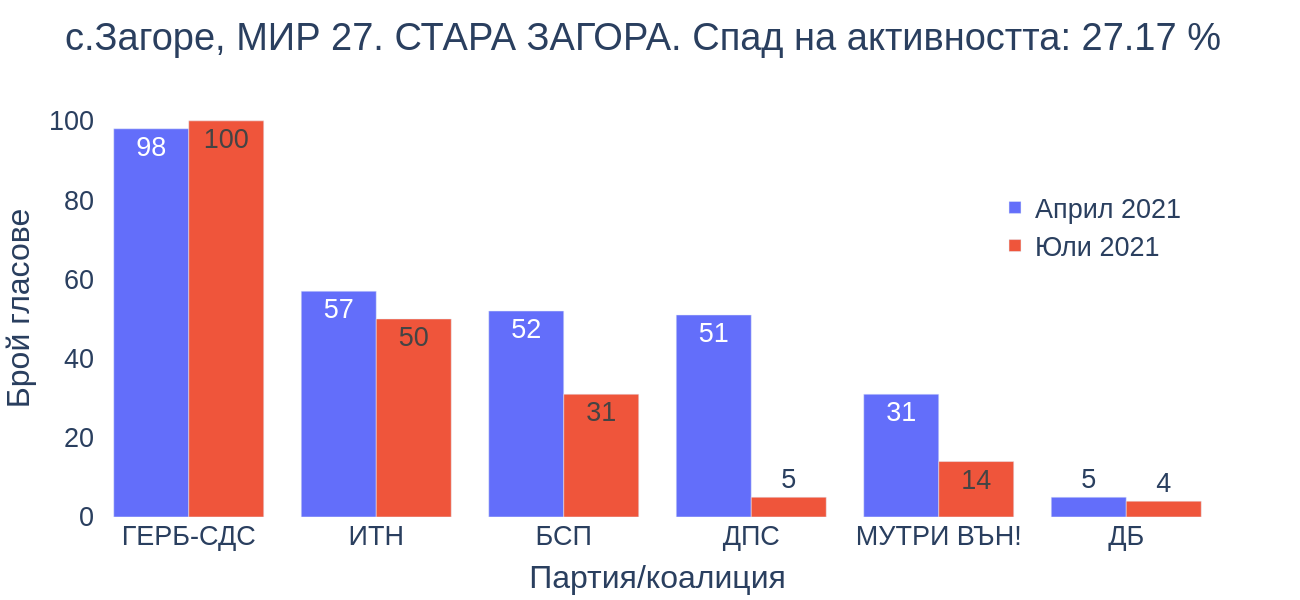 с.Загоре, МИР 27. СТАРА ЗАГОРА. Спад на активността: 27.17 %
Брой гласове
100
80
60
40
20
0
98
100
57
50
52
31
51
5
31
14
5
4
Април 2021
Юли 2021
ГЕРБ-СДС
ИТН
БСП
ДПС
МУТРИ ВЪН!
ДБ
Партия/коалиция